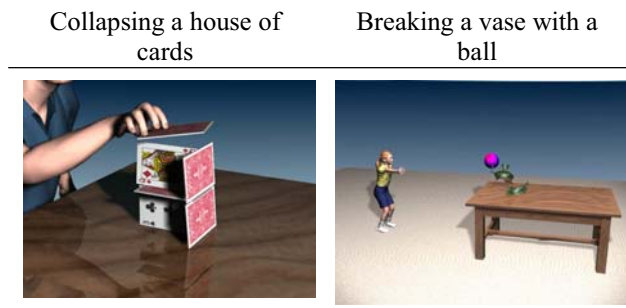 Collapsing a house of
cards
Breaking a vase with a
ball